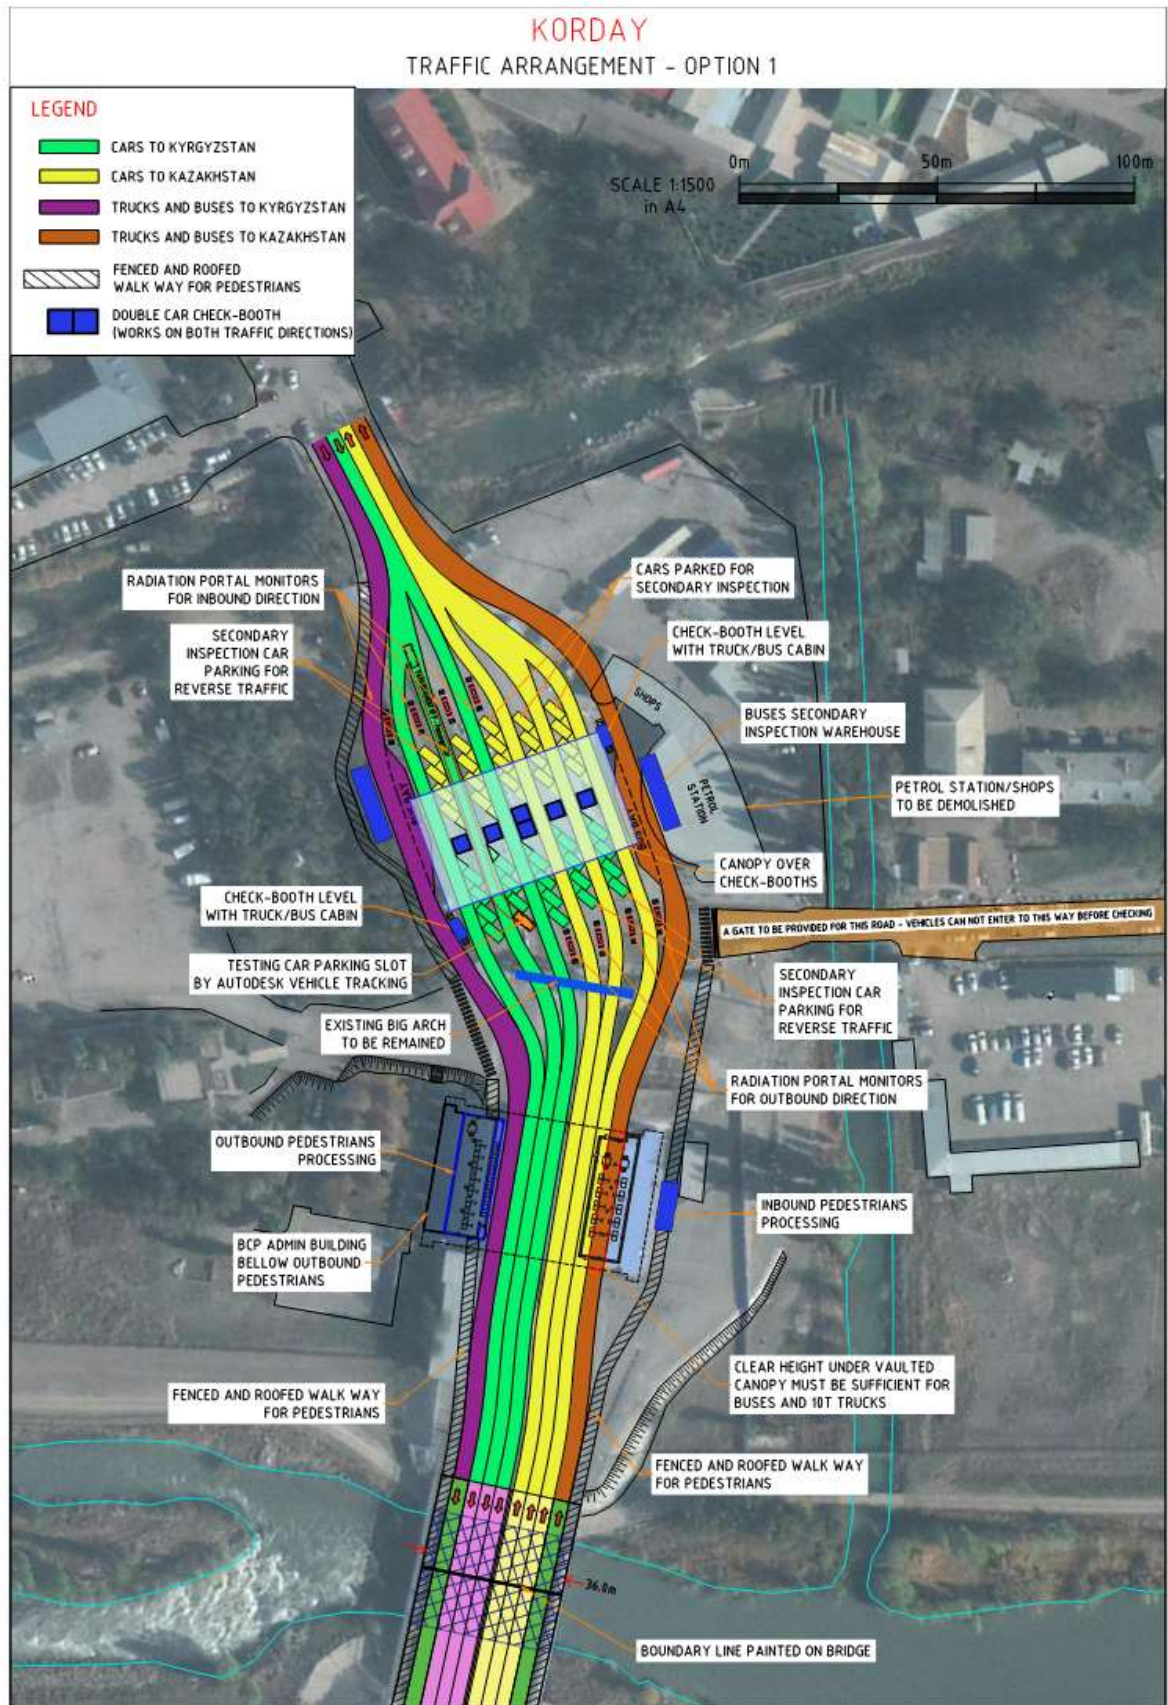 KORDAY
TRAFFIC ARRANGEMENT - OPTION 1
LEGEND
CARS TO KYRGYZSTAN
CARS TO KAZAKHSTAN
TRUCKS AND BUSES TO KYRGYZSTAN
TRUCKS AND BUSES TO KAZAKHSTAN
FENCED AND ROOFED
WALK WAY FOR PEDESTRIANS
DOUBLE CAR CHECK-BOOTH
(WORKS ON BOTH TRAFFIC DIRECTIONS)
0m 50m 100m
SCALE 1:1500
in A4
RADIATION PORTAL MONITORS
FOR INBOUND DIRECTION
CARS PARKED FOR
SECONDARY INSPECTION
SECONDARY
INSPECTION CAR
PARKING FOR
REVERSE TRAFFIC
CHECK-BOOTH LEVEL
WITH TRUCK/BUS CABIN
SHOPS
BUSES SECONDARY
INSPECTION WAREHOUSE
PETROL
STATION
PETROL STATION/SHOPS
TO BE DEMOLISHED
BUS BAY
BUS BAY
CANOPY OVER
CHECK-BOOTHS
CHECK-BOOTH LEVEL
WITH TRUCK/BUS CABIN
A GATE TO BE PROVIDED FOR THIS ROAD - VEHICLES CAN NOT ENTER TO THIS WAY BEFORE CHECKING
TESTING CAR PARKING SLOT
BY AUTODESK VEHICLE TRACKING
SECONDARY
INSPECTION CAR
PARKING FOR
REVERSE TRAFFIC
EXISTING BIG ARCH
TO BE REMAINED
RADIATION PORTAL MONITORS
FOR OUTBOUND DIRECTION
OUTBOUND PEDESTRIANS
PROCESSING
INBOUND PEDESTRIANS
PROCESSING
BCP ADMIN BUILDING
BELLOW OUTBOUND
PEDESTRIANS
CLEAR HEIGHT UNDER VAULTED
CANOPY MUST BE SUFFICIENT FOR
BUSES AND 10T TRUCKS
FENCED AND ROOFED WALK WAY
FOR PEDESTRIANS
FENCED AND ROOFED WALK WAY
FOR PEDESTRIANS
36.0m
BOUNDARY LINE PAINTED ON BRIDGE